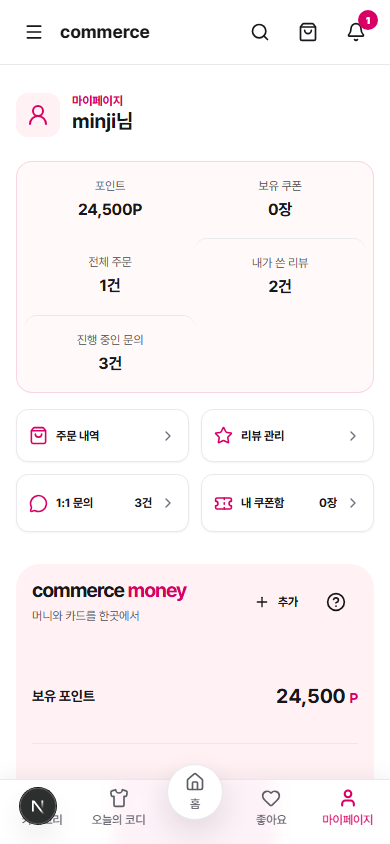 commerce
1
마이페이지
minji님
포인트
보유 쿠폰
24,500P
0장
전체 주문
내가 쓴 리뷰
1건
2건
진행 중인 문의
3건
주문 내역
리뷰 관리
1:1 문의 3건
내 쿠폰함 0장
commerce money
추가
머니와 카드를 한곳에서
보유 포인트
24,500 P
N
오늘의 코디
홈
좋아요
마이페이지